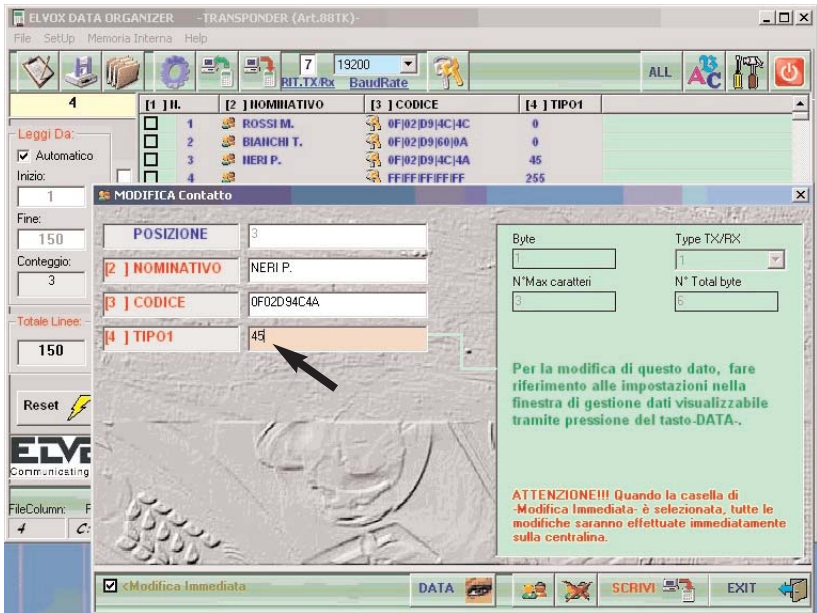 ELVOX DATA ORGANIZER -TRANSPONDER (Art.88TK)-
File SetUp Memoria Interna Help
7 19200
RIT.TX/Rx BaudRate
ALL
4 [1 ] N. [2 ] NOMINATIVO [3 ] CODICE [4 ] TIPO1
1 ROSSI M. 0F|02|D9|4C|4C 0
2 BIANCHI T. 0F|02|D9|60|0A 0
3 NERI P. 0F|02|D9|4C|4A 45
4 FF|FF|FF|FF|FF 255
Leggi Da:
Automatico
Inizio:
1
Fine:
150
Conteggio:
3
Totale Linee:
150
Reset
Communicating
FileColumn:
4 C:
MODIFICA Contatto
POSIZIONE 3
[2 ] NOMINATIVO NERI P.
[3 ] CODICE 0F02D94C4A
[4 ] TIPO1 45
Byte Type TX/RX
1 1
N°Max caratteri N° Total byte
3 6
Per la modifica di questo dato, fare
riferimento alle impostazioni nella
finestra di gestione dati visualizzabile
tramite pressione del tasto-DATA-.
ATTENZIONE!!! Quando la casella di
-Modifica Immediata- è selezionata, tutte le
modifiche saranno effettuate immediatamente
sulla centralina.
<Modifica Immediata DATA SCRIVI EXIT